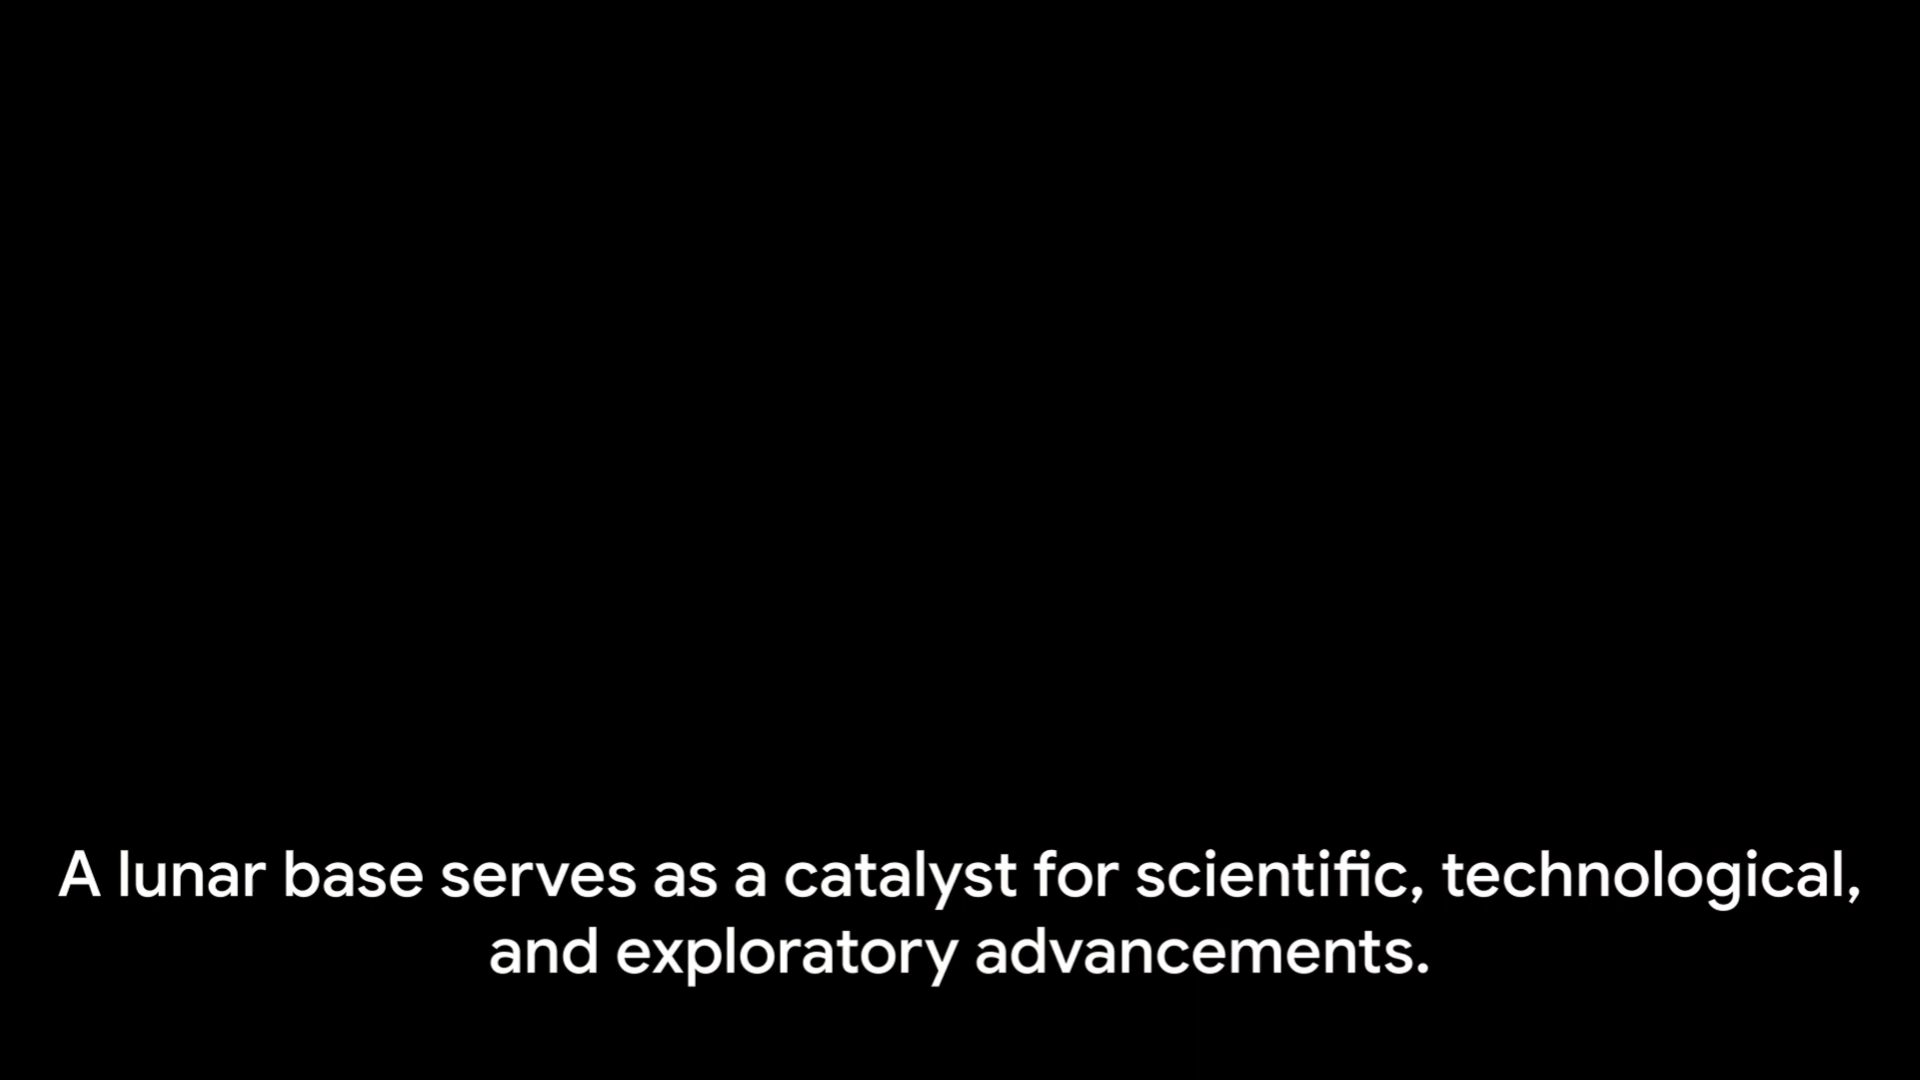 A lunar base serves as a catalyst for scientific, technological,
and exploratory advancements.